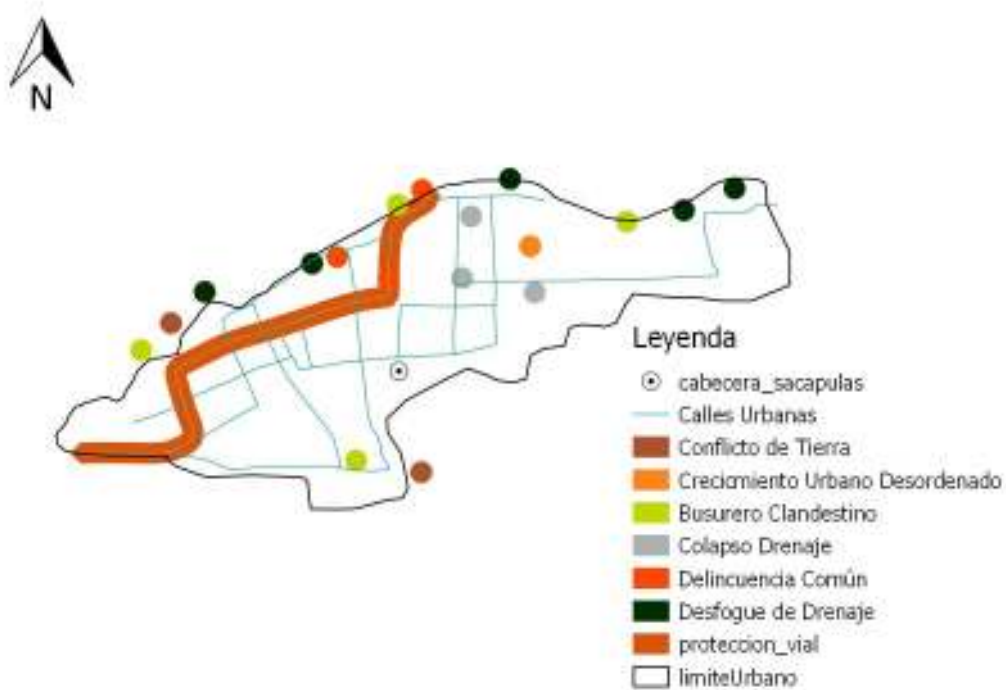 N
Leyenda
cabecera_sacapulas
Calles Urbanas
Conflicto de Tierra
Crecicmiento Urbano Desordenado
Busurero Clandestino
Colapso Drenaje
Delincuencia Común
Desfogue de Drenaje
proteccion_vial
limiteUrbano